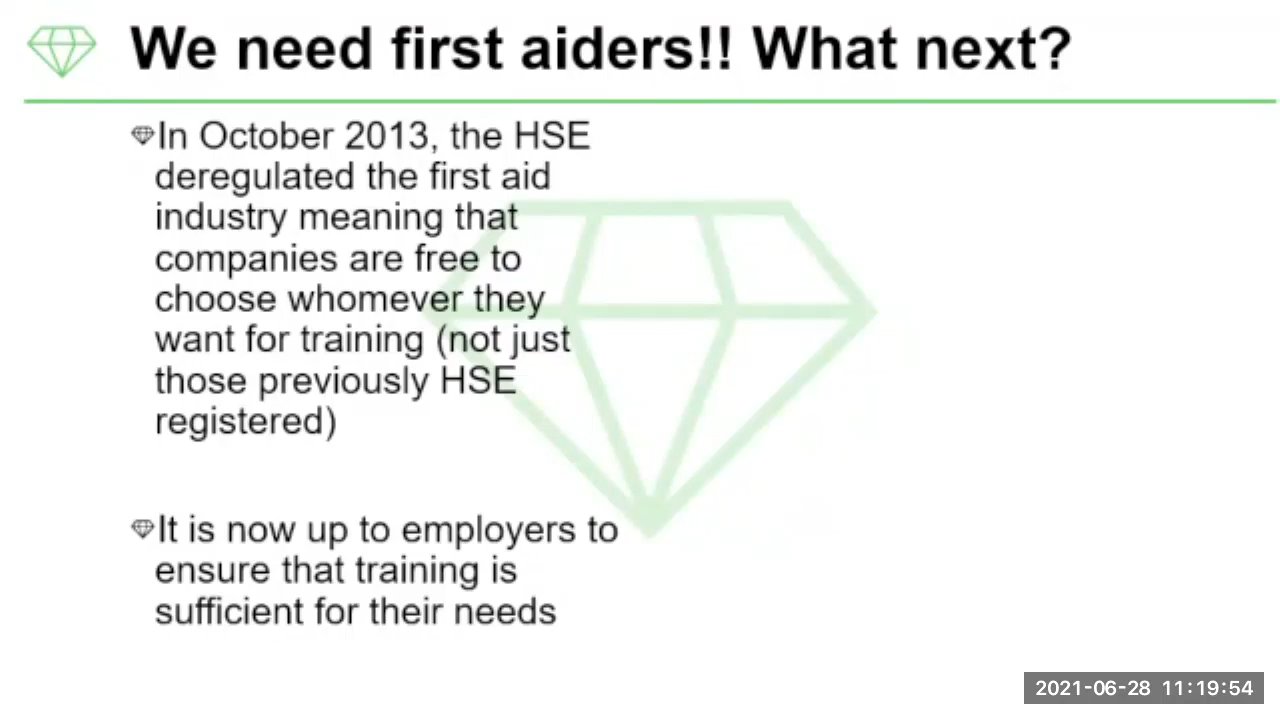 We need first aiders!! What next?
In October 2013, the HSE
deregulated the first aid
industry meaning that
companies are free to
choose whomever they
want for training (not just
those previously HSE
registered)
It is now up to employers to
ensure that training is
sufficient for their needs
2021-06-28 11:19:54